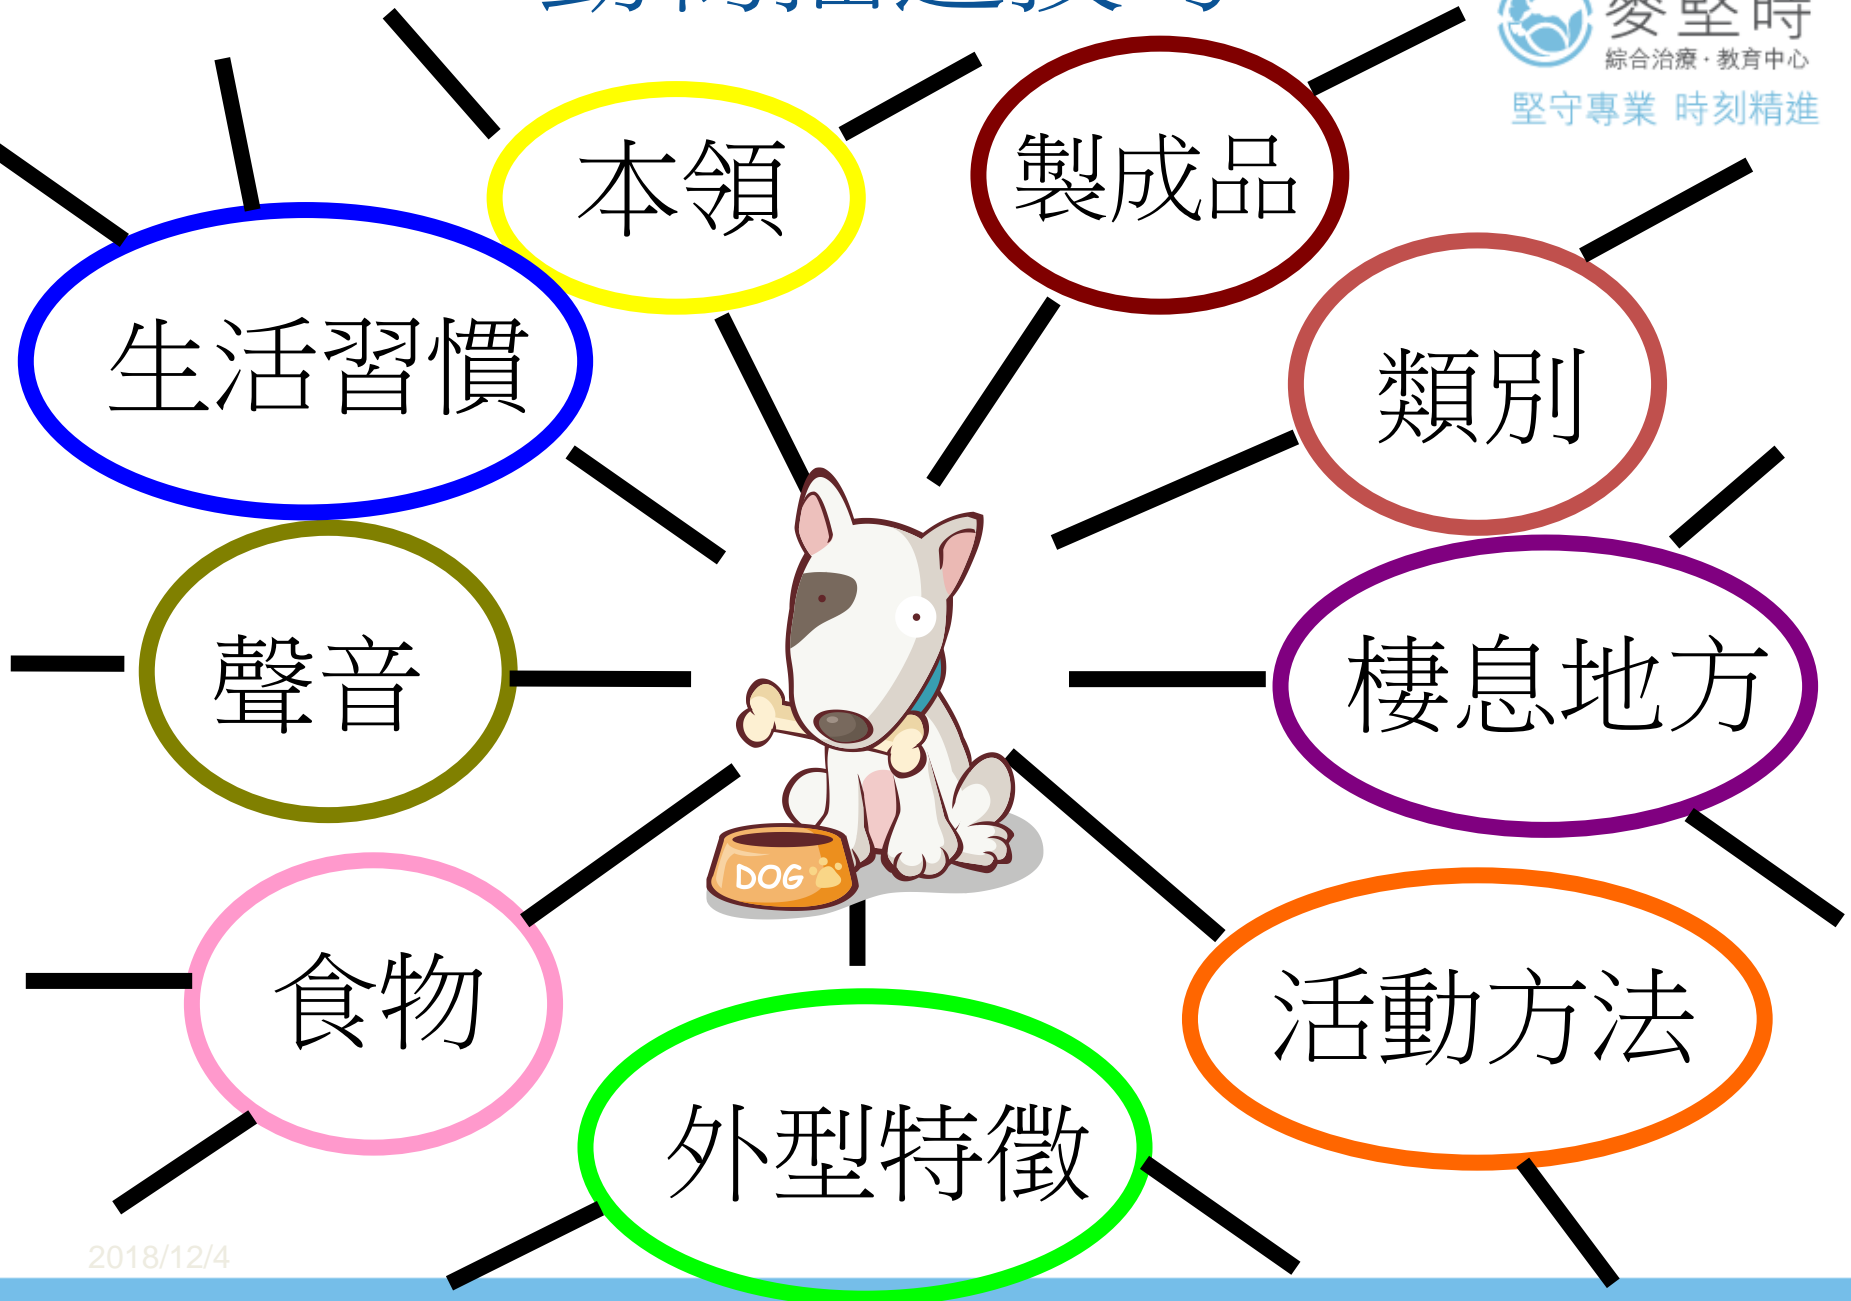 麥堅時
綜合治療・教育中心
堅守專業 時刻精進
本領
製成品
生活習慣
類別
聲音
棲息地方
DOG
食物
活動方法
外型特徵
2018/12/4